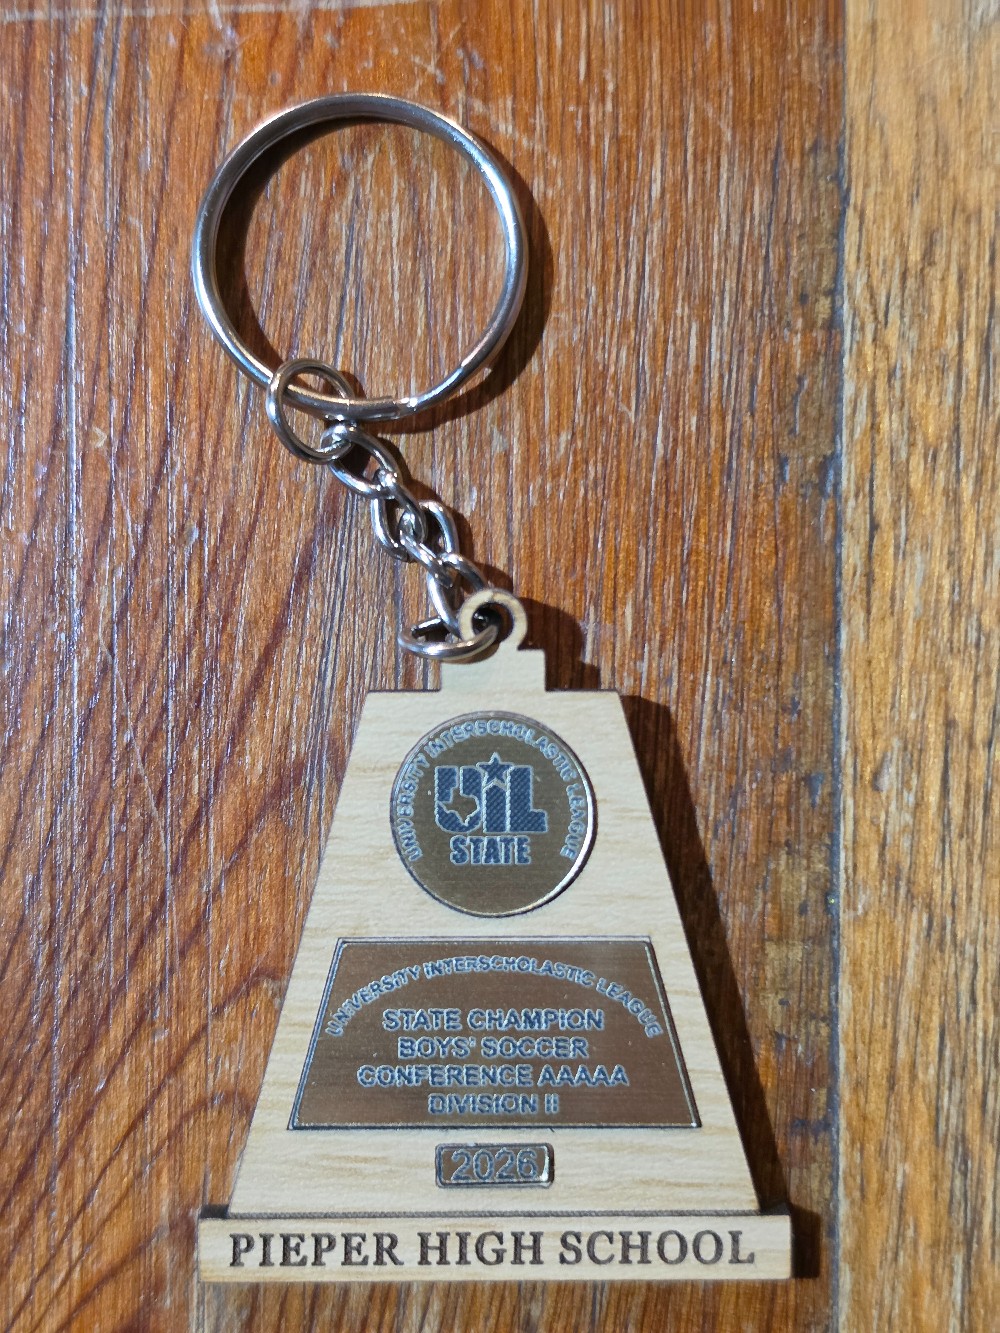 UNIVERSITY INTERSCHOLASTIC LEAGUE
UIL
STATE
UNIVERSITY INTERSCHOLASTIC LEAGUE
STATE CHAMPION
BOYS' SOCCER
CONFERENCE AAAAA
DIVISION II
2026
PIEPER HIGH SCHOOL